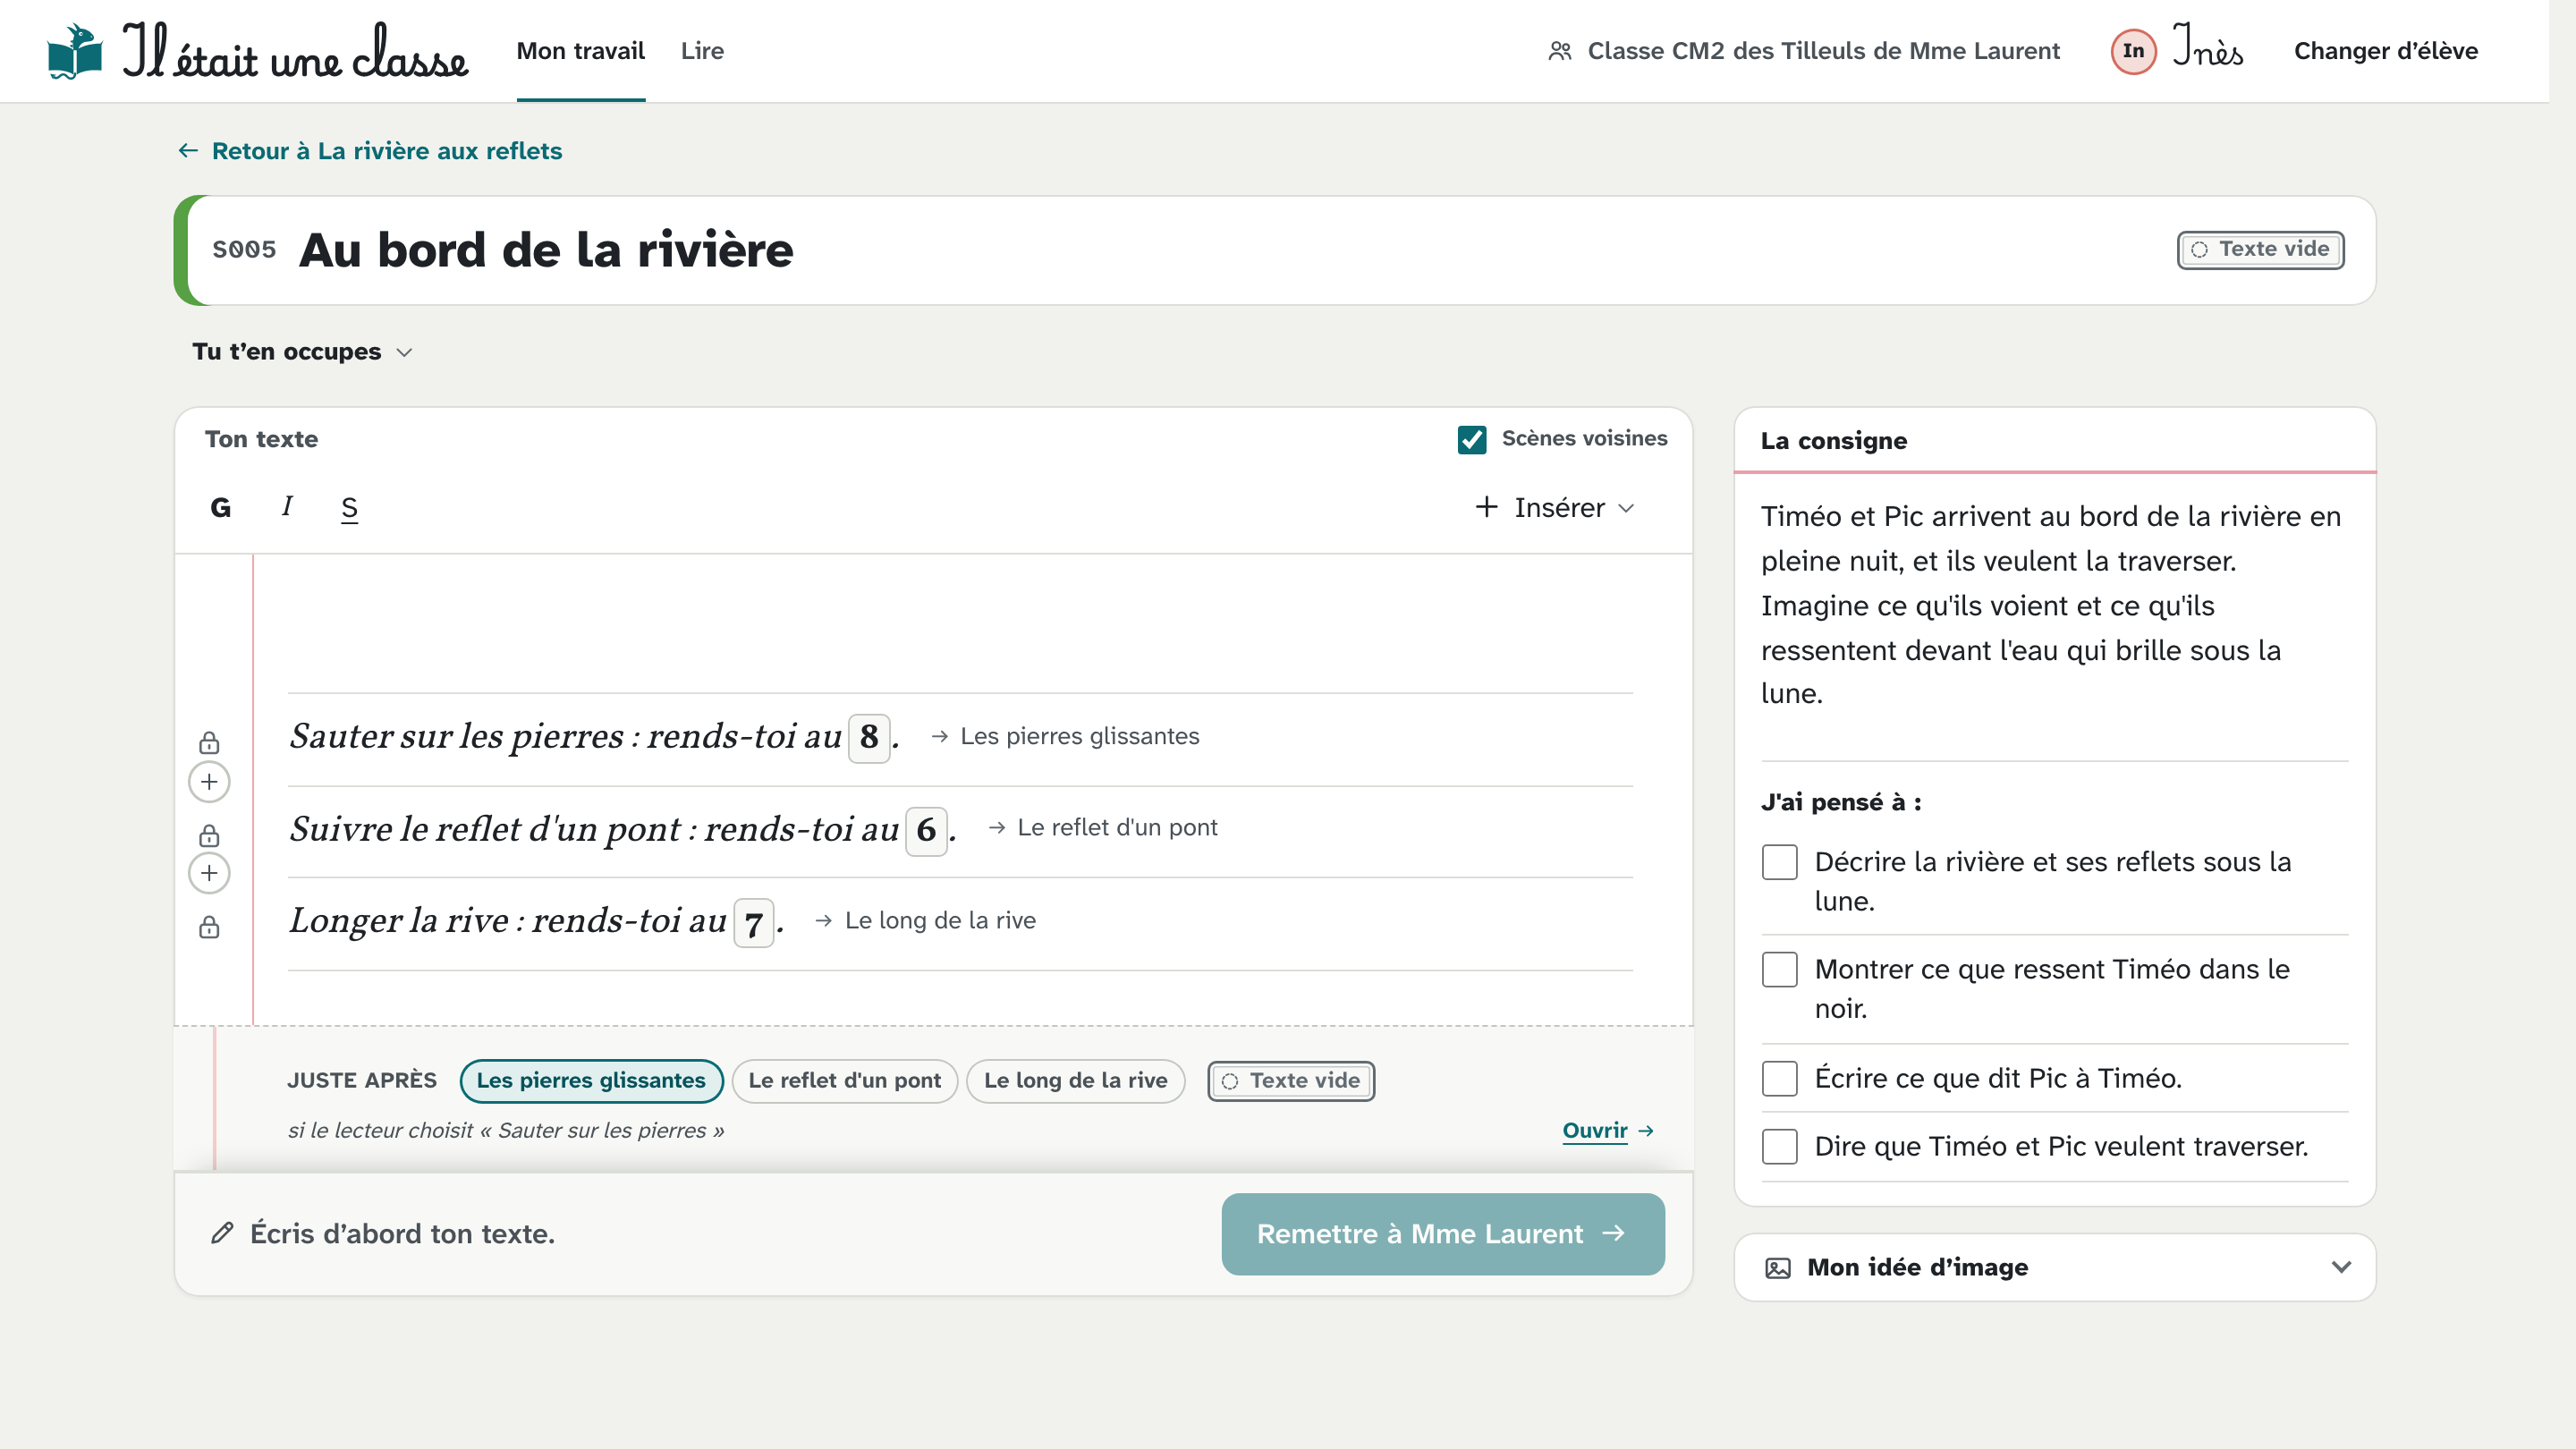 Il était une classe
Mon travail
Lire
Classe CM2 des Tilleuls de Mme Laurent
In
Inès
Changer d’élève
← Retour à La rivière aux reflets
S005 Au bord de la rivière
Texte vide
Tu t’en occupes
Ton texte
Scènes voisines
G I S
+ Insérer
Sauter sur les pierres : rends-toi au 8. → Les pierres glissantes
Suivre le reflet d'un pont : rends-toi au 6. → Le reflet d'un pont
Longer la rive : rends-toi au 7. → Le long de la rive
JUSTE APRÈS Les pierres glissantes Le reflet d'un pont Le long de la rive Texte vide
si le lecteur choisit « Sauter sur les pierres »
Ouvrir →
Écris d’abord ton texte.
Remettre à Mme Laurent →
La consigne
Timéo et Pic arrivent au bord de la rivière en
pleine nuit, et ils veulent la traverser.
Imagine ce qu'ils voient et ce qu'ils
ressentent devant l'eau qui brille sous la
lune.
J'ai pensé à :
Décrire la rivière et ses reflets sous la
lune.
Montrer ce que ressent Timéo dans le
noir.
Écrire ce que dit Pic à Timéo.
Dire que Timéo et Pic veulent traverser.
Mon idée d’image